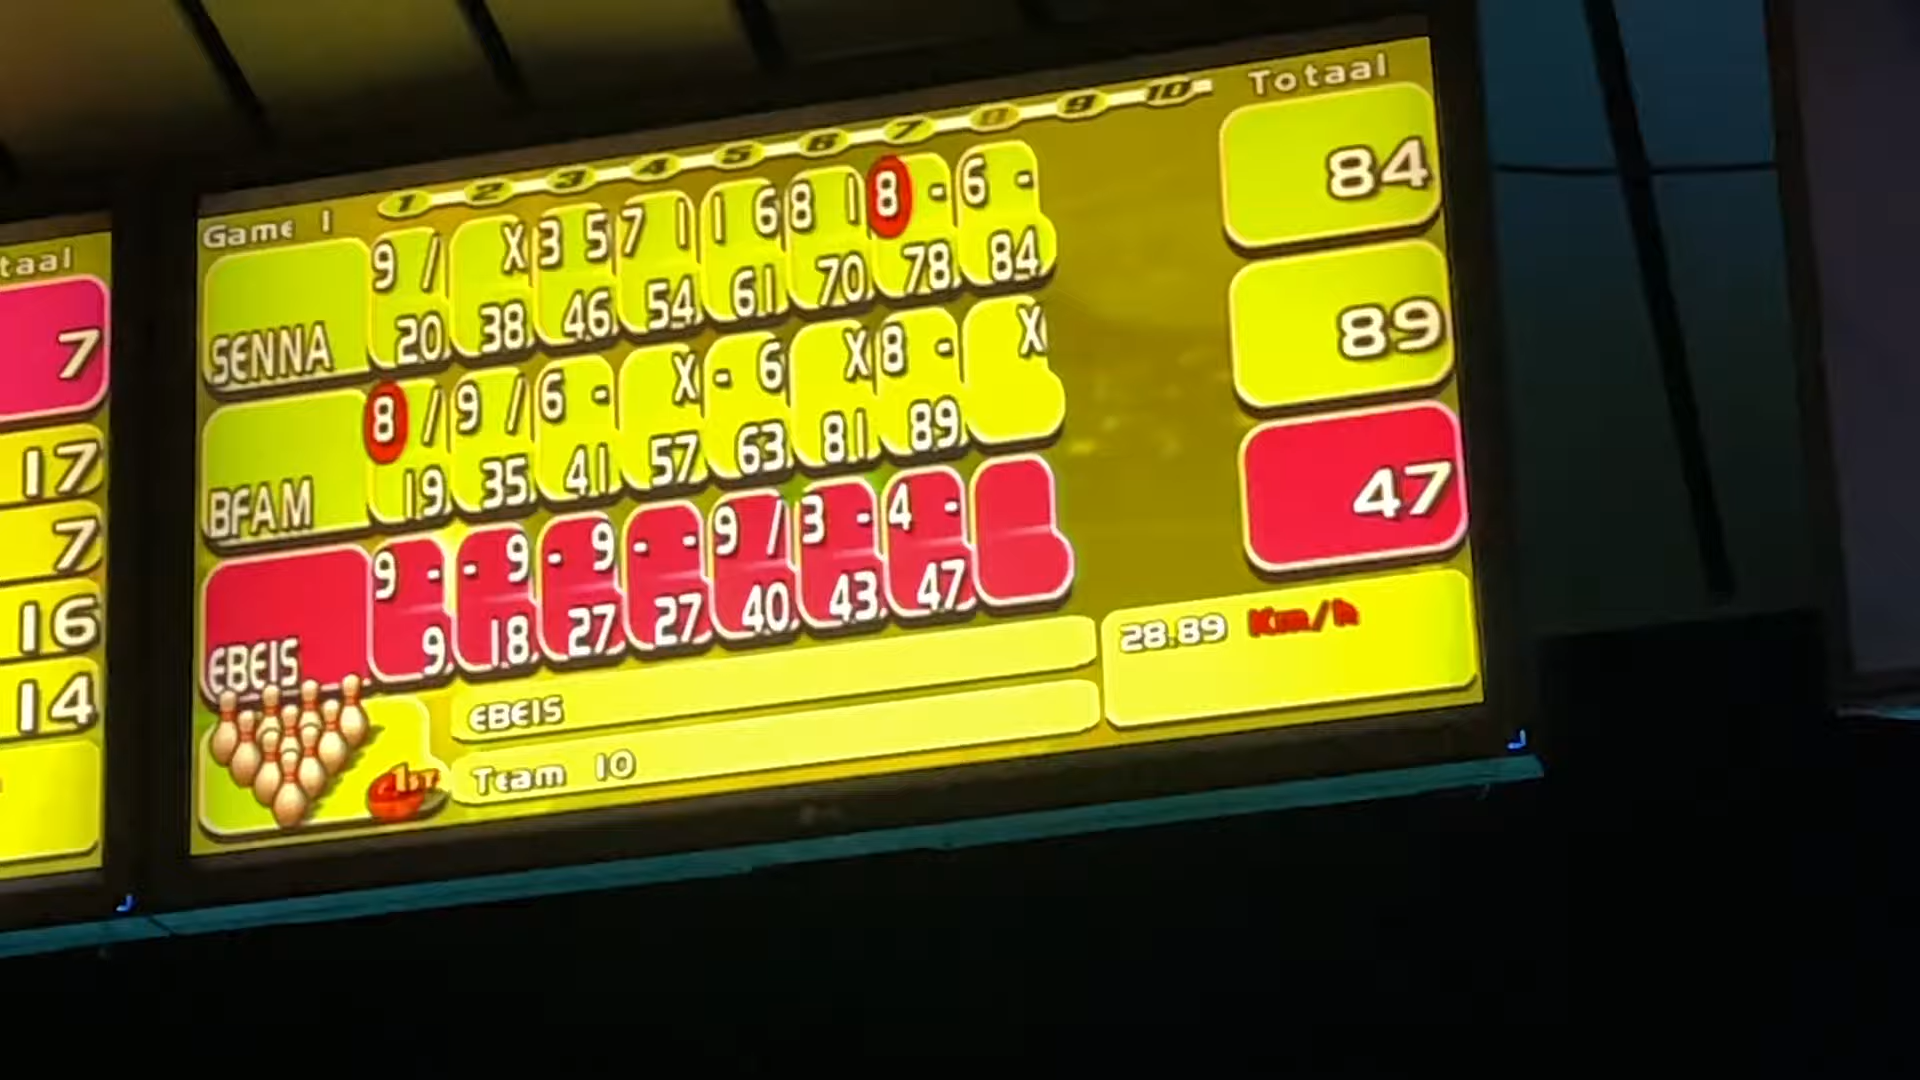 taal
7
17
7
16
14
1 2 3 4 5 6 7 8 9 10 Totaal
Game 1
9 / X 3 5 7 1 1 6 8 1 8 - 6 -
SENNA 20 38 46 54 61 70 78 84 84
8 / 9 / 6 - X - 6 X 8 - X
BFAM 19 35 41 57 63 81 89 89
9 - - 9 - 9 - - 9 / 3 - 4 -
EBEIS 9 18 27 27 40 43 47 47
28.89 Km/h
EBEIS
1ST
Team 10